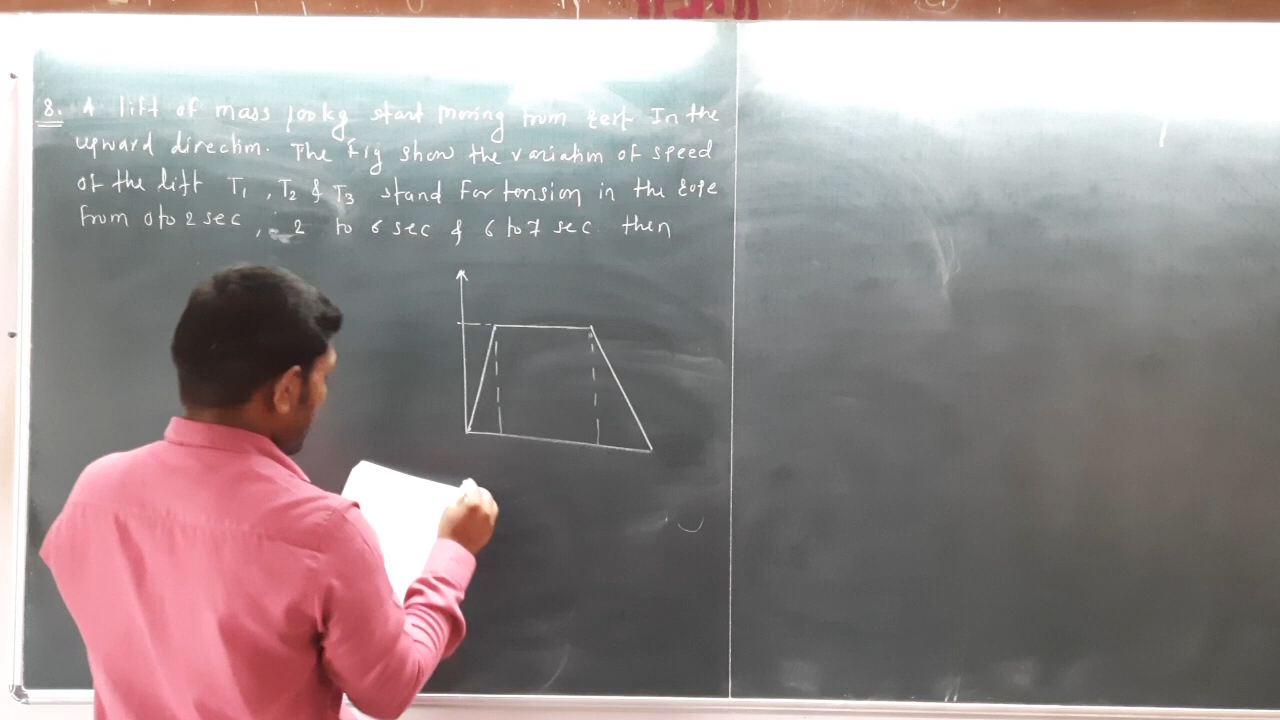 8. A lift of mass 100kg start moving from rest In the
upward direction. The Fig show the variation of speed
of the lift T1, T2 & T3 stand For tension in the rope
From 0 to 2 sec, 2 to 6 sec & 6 to 7 sec then